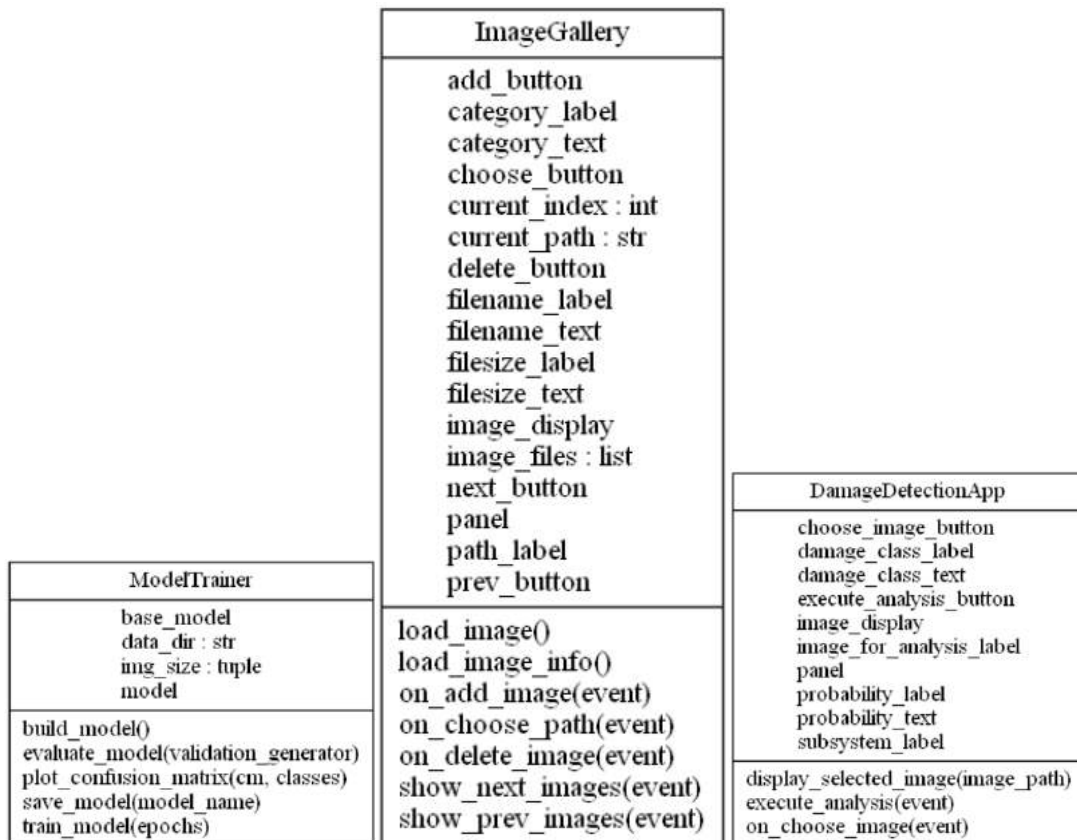 ImageGallery
add_button
category_label
category_text
choose_button
current_index : int
current_path : str
delete_button
filename_label
filename_text
filesize_label
filesize_text
image_display
image_files : list
next_button
panel
path_label
prev_button
load_image()
load_image_info()
on_add_image(event)
on_choose_path(event)
on_delete_image(event)
show_next_images(event)
show_prev_images(event)
ModelTrainer
base_model
data_dir : str
img_size : tuple
model
build_model()
evaluate_model(validation_generator)
plot_confusion_matrix(cm, classes)
save_model(model_name)
train_model(epochs)
DamageDetectionApp
choose_image_button
damage_class_label
damage_class_text
execute_analysis_button
image_display
image_for_analysis_label
panel
probability_label
probability_text
subsystem_label
display_selected_image(image_path)
execute_analysis(event)
on_choose_image(event)